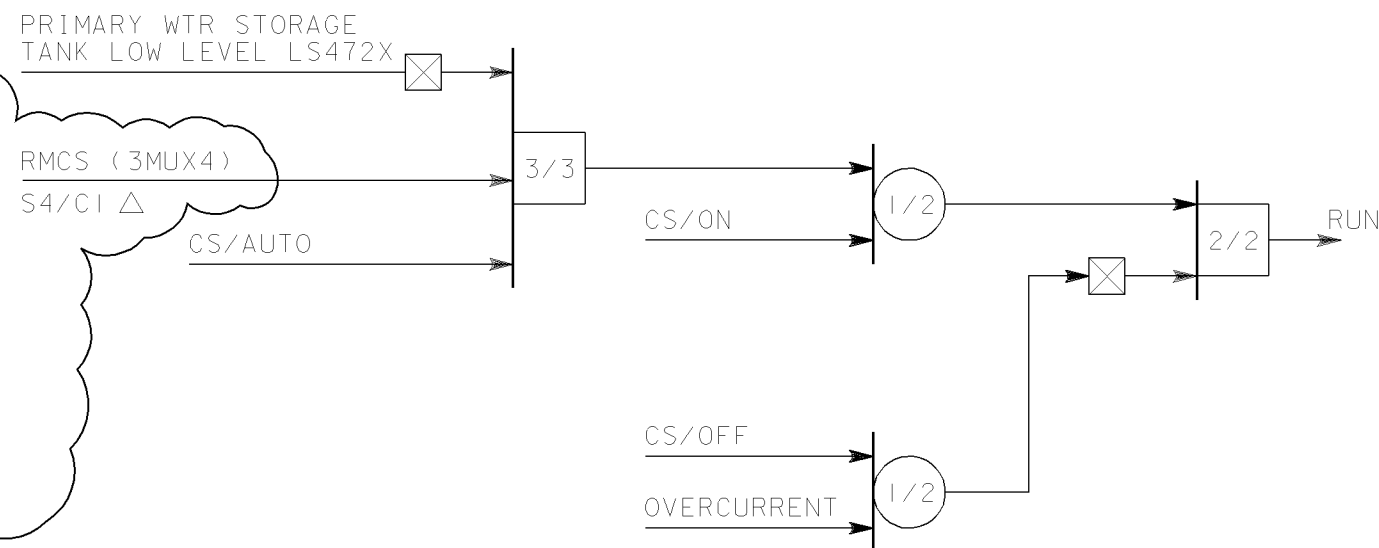 PRIMARY WTR STORAGE
TANK LOW LEVEL LS472X
RMCS (3MUX4)
S4/C1 △
CS/AUTO
3/3
CS/ON
1/2
2/2
RUN
CS/OFF
OVERCURRENT
1/2